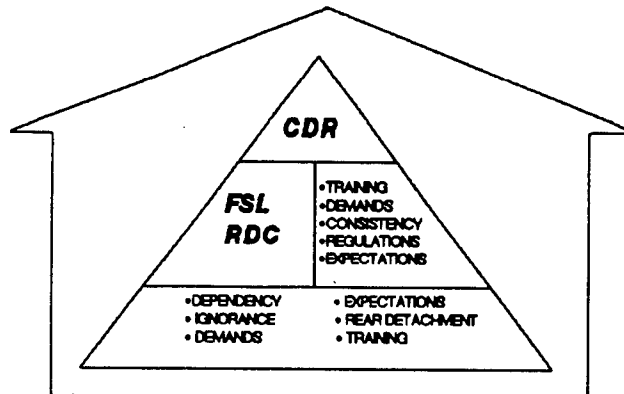 CDR
FSL
RDC
•TRAINING
•DEMANDS
•CONSISTENCY
•REGULATIONS
•EXPECTATIONS
•DEPENDENCY
•IGNORANCE
•DEMANDS
•EXPECTATIONS
•REAR DETACHMENT
•TRAINING